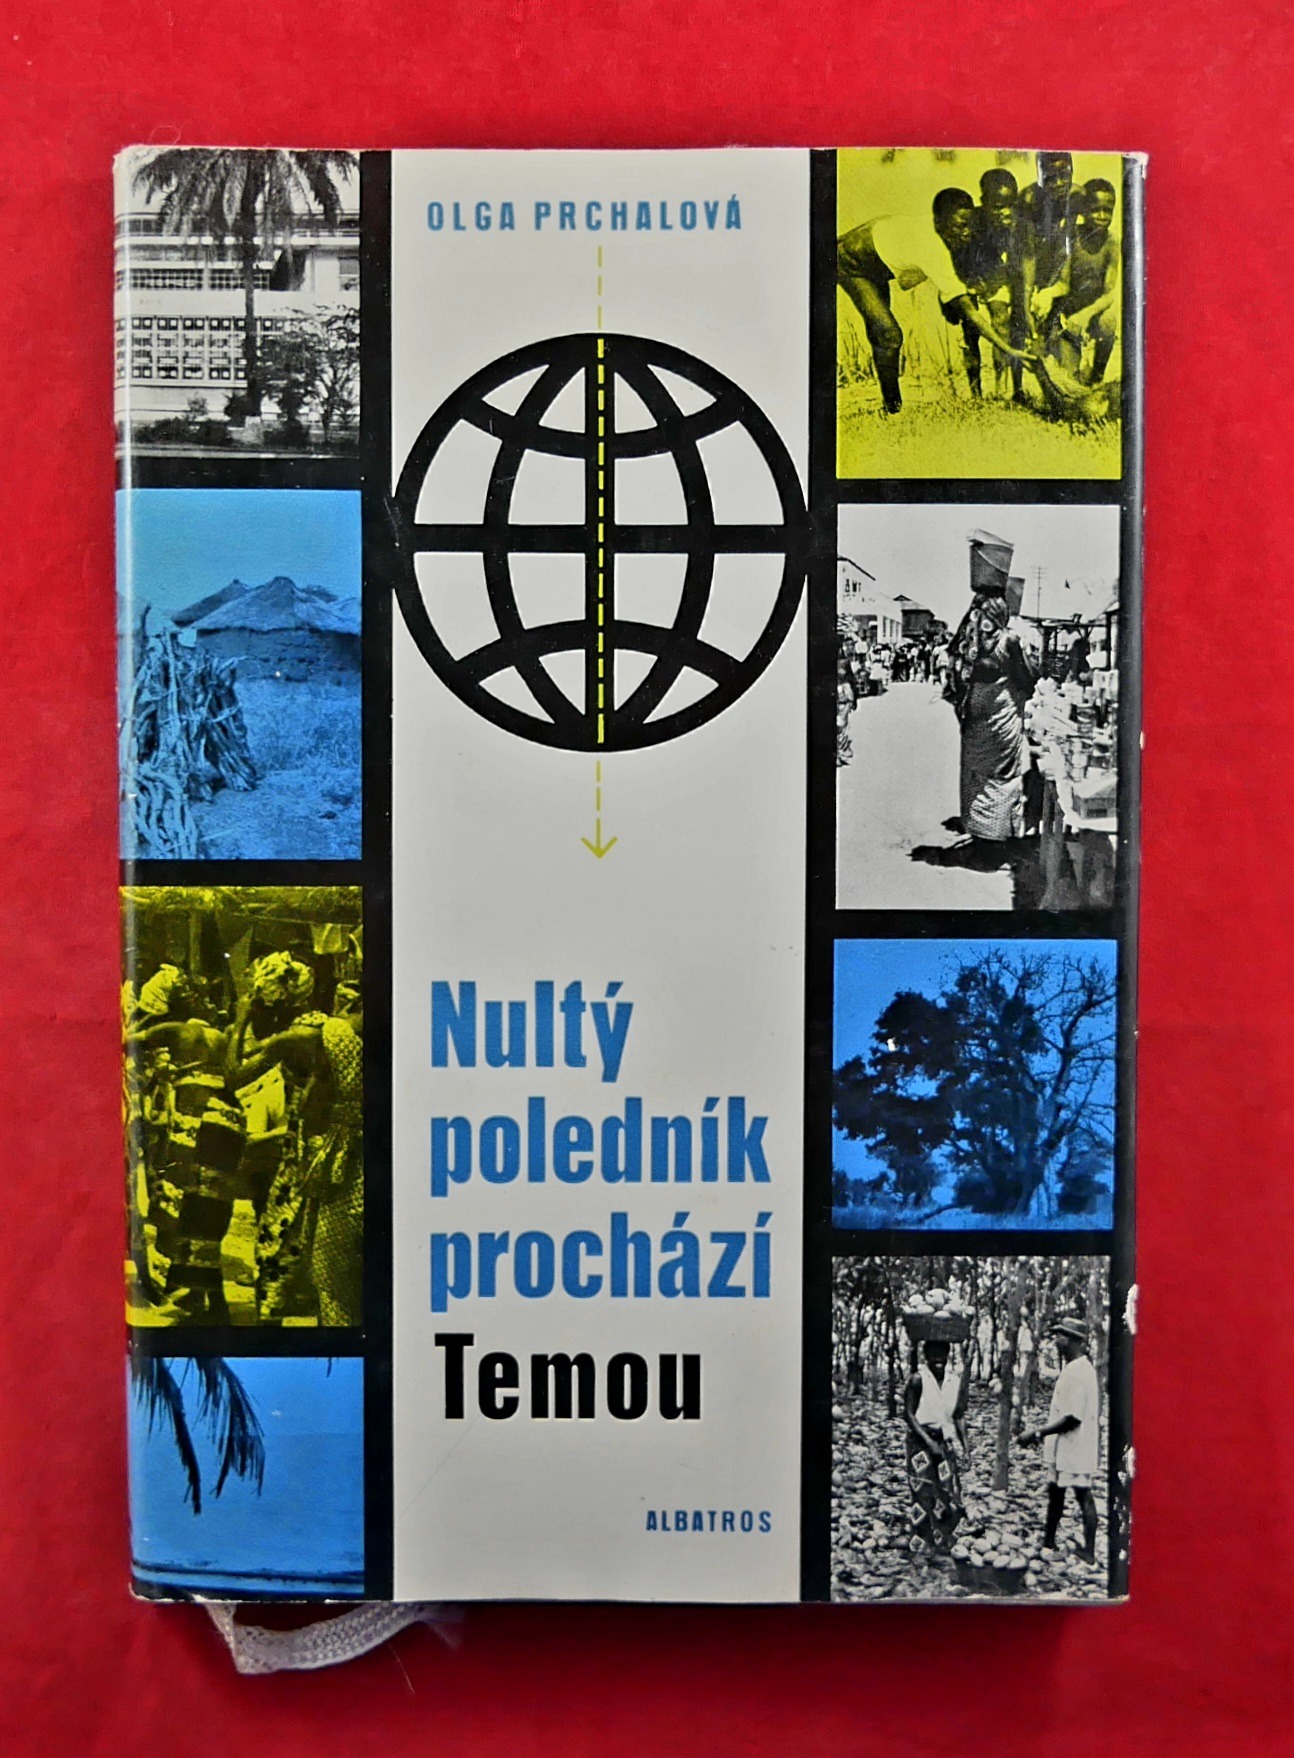 OLGA PRCHALOVÁ
Nultý
poledník
prochází
Temou
ALBATROS